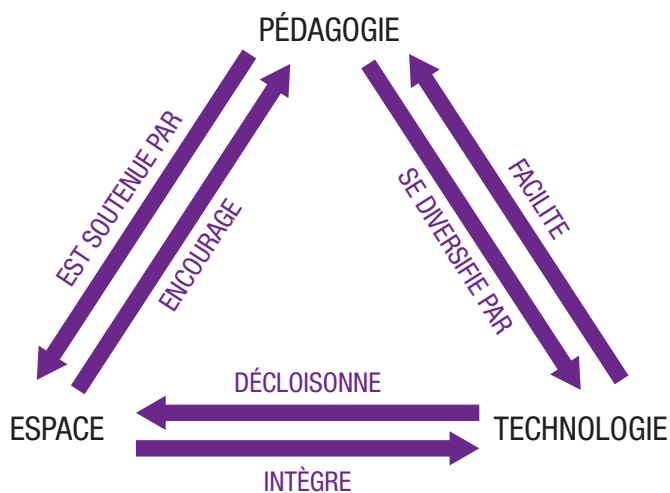 PÉDAGOGIE
EST SOUTENUE PAR
ENCOURAGE
SE DIVERSIFIE PAR
FACILITE
DÉCLOISONNE
ESPACE
TECHNOLOGIE
INTÈGRE